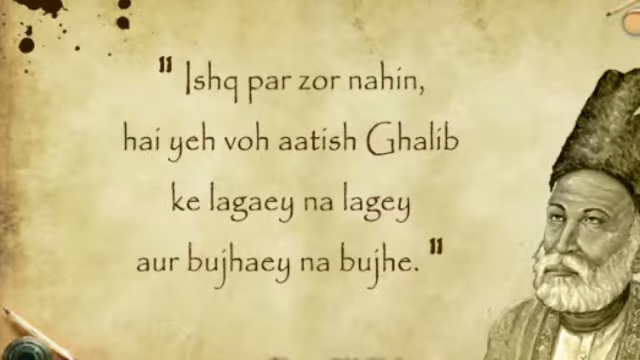 " Ishq par zor nahin,
hai yeh voh aatish Ghalib
ke lagaey na lagey
aur bujhaey na bujhe. "